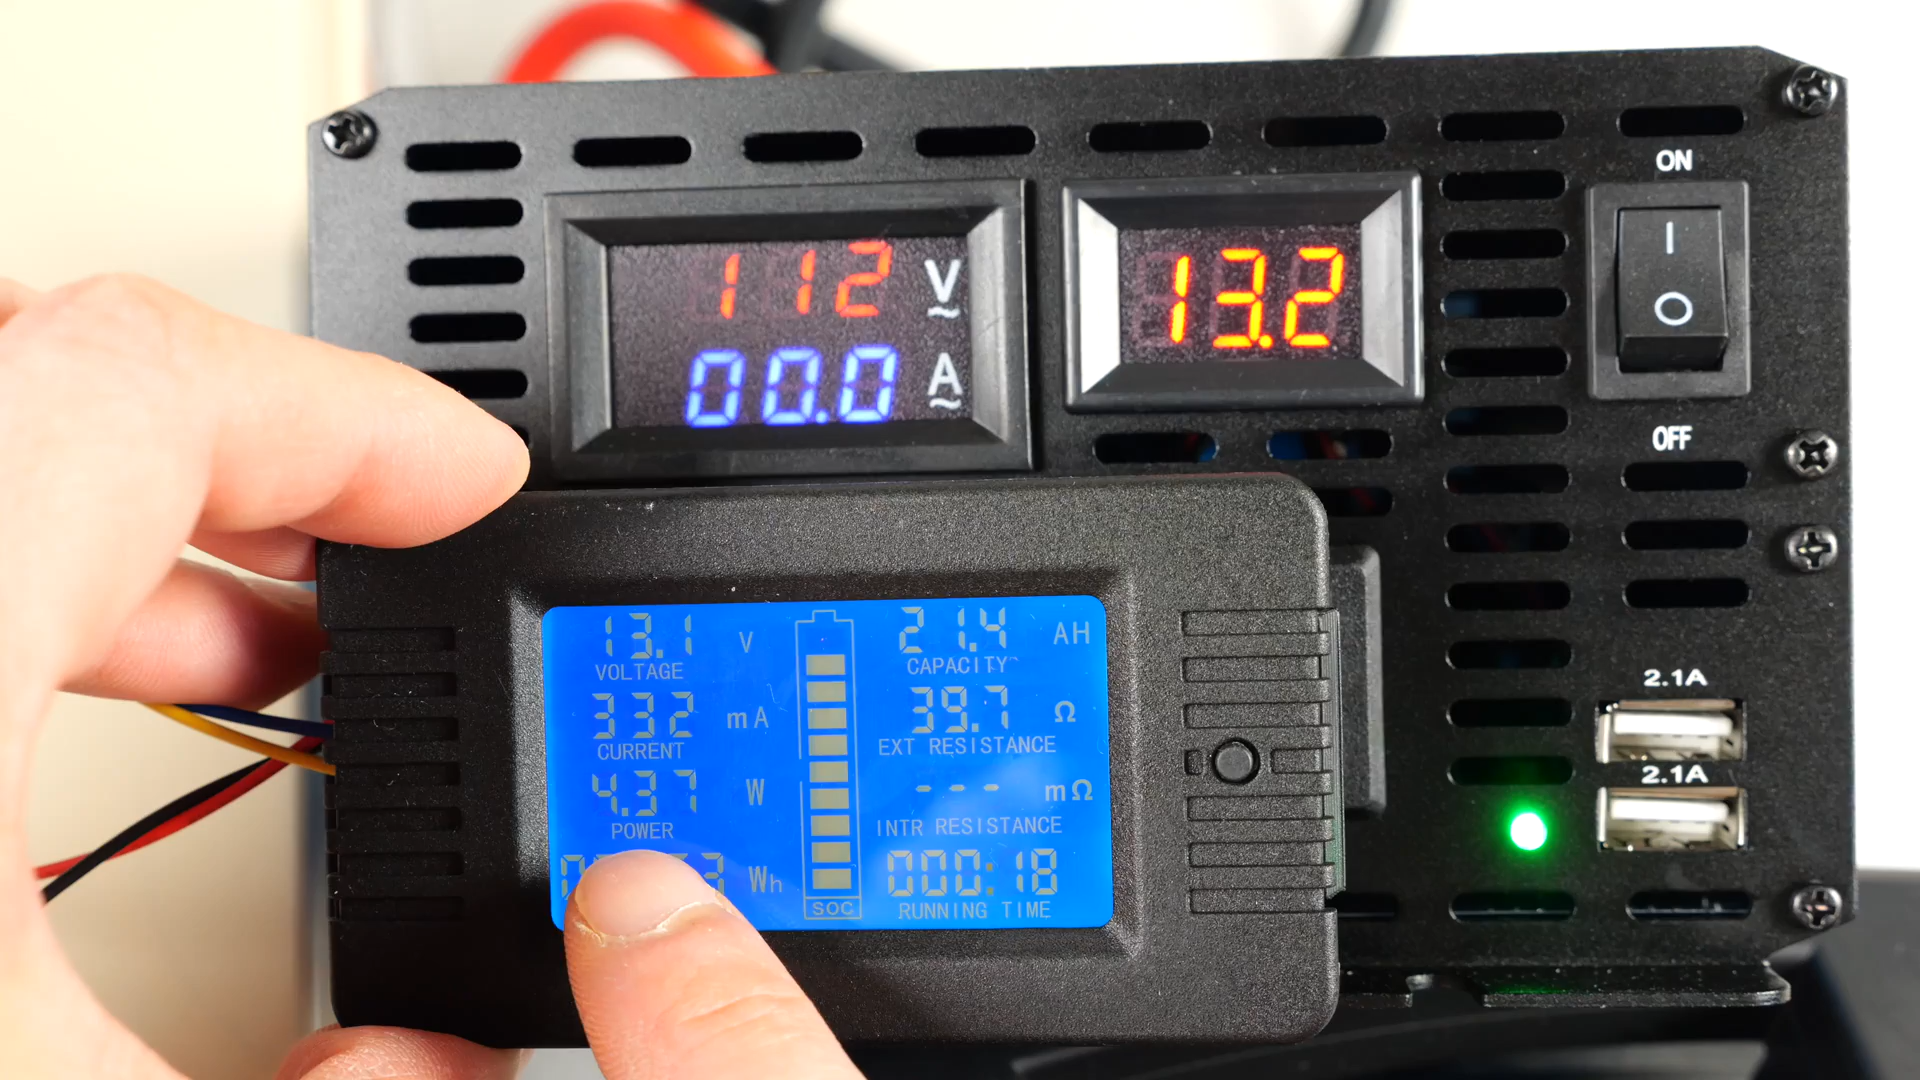 ON
112 V
00.0 A
13.2
I
O
OFF
13.1 V
VOLTAGE
332 mA
CURRENT
4.37 W
POWER
Wh
SOC
21.4 AH
CAPACITY
39.7 Ω
EXT RESISTANCE
--- mΩ
INTR RESISTANCE
000:18
RUNNING TIME
2.1A
2.1A